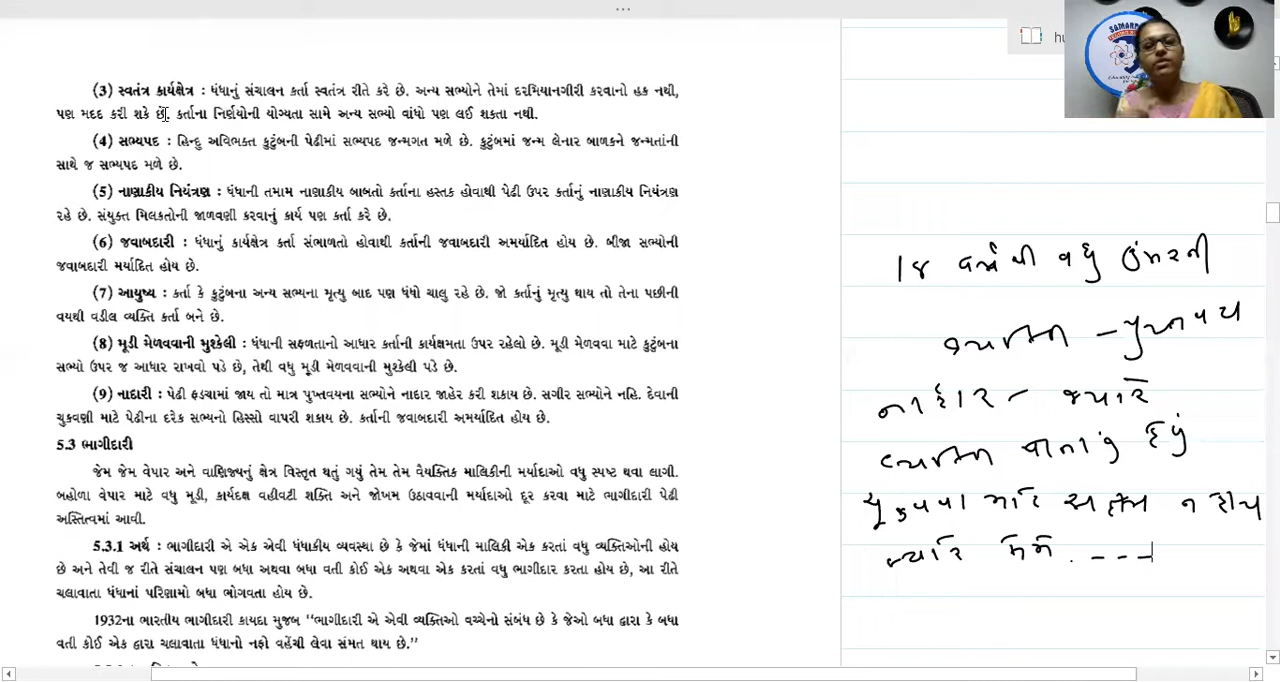 (3) સ્વતંત્ર કાર્યક્ષેત્ર : ધંધાનું સંચાલન કર્તા સ્વતંત્ર રીતે કરે છે. અન્ય સભ્યોને તેમાં દરમિયાનગીરી કરવાનો હક નથી,
પણ મદદ કરી શકે છે. કર્તાના નિર્ણયોની યોગ્યતા સામે અન્ય સભ્યો વાંધો પણ લઈ શકતા નથી.
(4) સભ્યપદ : હિન્દુ અવિભક્ત કુટુંબની પેઢીમાં સભ્યપદ જન્મગત મળે છે. કુટુંબમાં જન્મ લેનાર બાળકને જન્મતાંની
સાથે જ સભ્યપદ મળે છે.
(5) નાણાકીય નિયંત્રણ : ધંધાની તમામ નાણાકીય બાબતો કર્તાના હસ્તક હોવાથી પેઢી ઉપર કર્તાનું નાણાકીય નિયંત્રણ
રહે છે. સંયુક્ત મિલકતોની જાળવણી કરવાનું કાર્ય પણ કર્તા કરે છે.
(6) જવાબદારી : ધંધાનું કાર્યક્ષેત્ર કર્તા સંભાળતો હોવાથી કર્તાની જવાબદારી અમર્યાદિત હોય છે. બીજા સભ્યોની
જવાબદારી મર્યાદિત હોય છે.
(7) આયુષ્ય : કર્તા કે કુટુંબના અન્ય સભ્યના મૃત્યુ બાદ પણ ધંધો ચાલુ રહે છે. જો કર્તાનું મૃત્યુ થાય તો તેના પછીની
વયથી વડીલ વ્યક્તિ કર્તા બને છે.
(8) મૂડી મેળવવાની મુશ્કેલી : ધંધાની સફળતાનો આધાર કર્તાની કાર્યક્ષમતા ઉપર રહેલો છે. મૂડી મેળવવા માટે કુટુંબના
સભ્યો ઉપર જ આધાર રાખવો પડે છે, તેથી વધુ મૂડી મેળવવાની મુશ્કેલી પડે છે.
(9) નાદારી : પેઢી ફડચામાં જાય તો માત્ર પુખ્તવયના સભ્યોને નાદાર જાહેર કરી શકાય છે. સગીર સભ્યોને નહિ. દેવાની
ચુકવણી માટે પેઢીના દરેક સભ્યનો હિસ્સો વાપરી શકાય છે. કર્તાની જવાબદારી અમર્યાદિત હોય છે.
5.3 ભાગીદારી
જેમ જેમ વેપાર અને વાણિજ્યનું ક્ષેત્ર વિસ્તૃત થતું ગયું તેમ તેમ વૈયક્તિક માલિકીની મર્યાદાઓ વધુ સ્પષ્ટ થવા લાગી.
બહોળા વેપાર માટે વધુ મૂડી, કાર્યદક્ષ વહીવટી શક્તિ અને જોખમ ઉઠાવવાની મર્યાદાઓ દૂર કરવા માટે ભાગીદારી પેઢી
અસ્તિત્વમાં આવી.
5.3.1 અર્થ : ભાગીદારી એ એક એવી ધંધાકીય વ્યવસ્થા છે કે જેમાં ધંધાની માલિકી એક કરતાં વધુ વ્યક્તિઓની હોય
છે અને તેવી જ રીતે સંચાલન પણ બધા અથવા બધા વતી કોઈ એક અથવા એક કરતાં વધુ ભાગીદાર કરતા હોય છે, આ રીતે
ચલાવાતા ધંધાનાં પરિણામો બધા ભોગવતા હોય છે.
1932ના ભારતીય ભાગીદારી કાયદા મુજબ "ભાગીદારી એ એવી વ્યક્તિઓ વચ્ચેનો સંબંધ છે કે જેઓ બધા દ્વારા કે બધા
વતી કોઈ એક દ્વારા ચલાવાતા ધંધાનો નફો વહેંચી લેવા સંમત થાય છે."
hu
18 વર્ષથી વધુ ઉંમરની
વ્યક્તિ – પુખ્તવય
નાદાર – જ્યારે
વ્યક્તિ પોતાનું દેવું
ચૂકવવા માટે સક્ષમ ન હોય
ત્યારે તેને . – – –